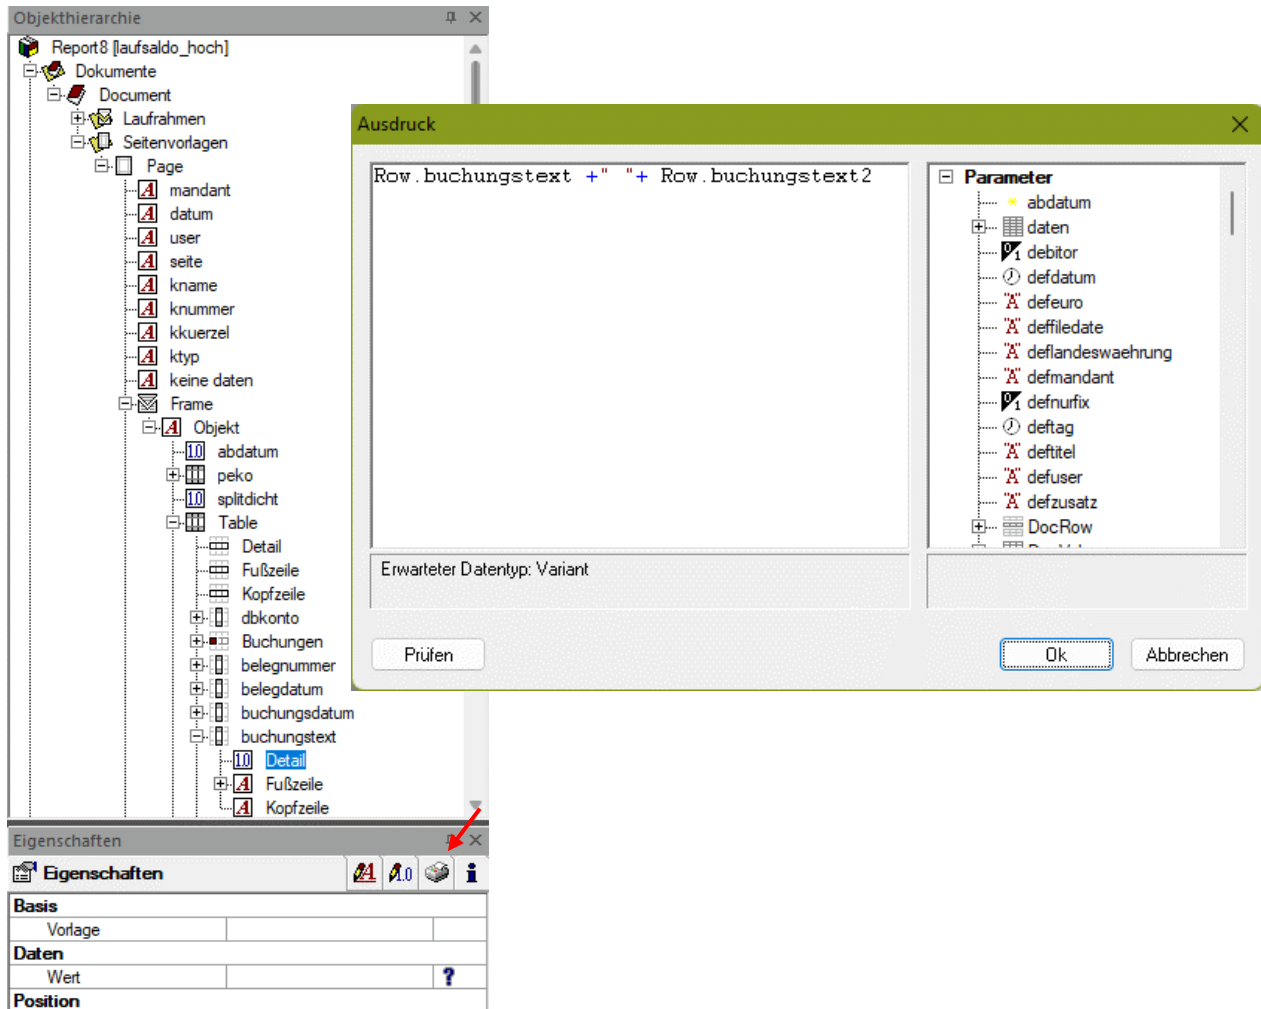 Objekthierarchie
Report8 [laufsaldo_hoch]
Dokumente
Document
Laufrahmen
Seitenvorlagen
Page
mandant
datum
user
seite
kname
knummer
kkuerzel
ktyp
keine daten
Frame
Objekt
abdatum
peko
splitdicht
Table
Detail
Fußzeile
Kopfzeile
dbkonto
Buchungen
belegnummer
belegdatum
buchungsdatum
buchungstext
Detail
Fußzeile
Kopfzeile
Eigenschaften
Eigenschaften
Basis
Vorlage
Daten
Wert ?
Position
Ausdruck
Row.buchungstext +" "+ Row.buchungstext2
Erwarteter Datentyp: Variant
Parameter
abdatum
daten
debitor
defdatum
defeuro
deffiledate
deflandeswaehrung
defmandant
defnurfix
deftag
deftitel
defuser
defzusatz
DocRow
Prüfen
Ok
Abbrechen